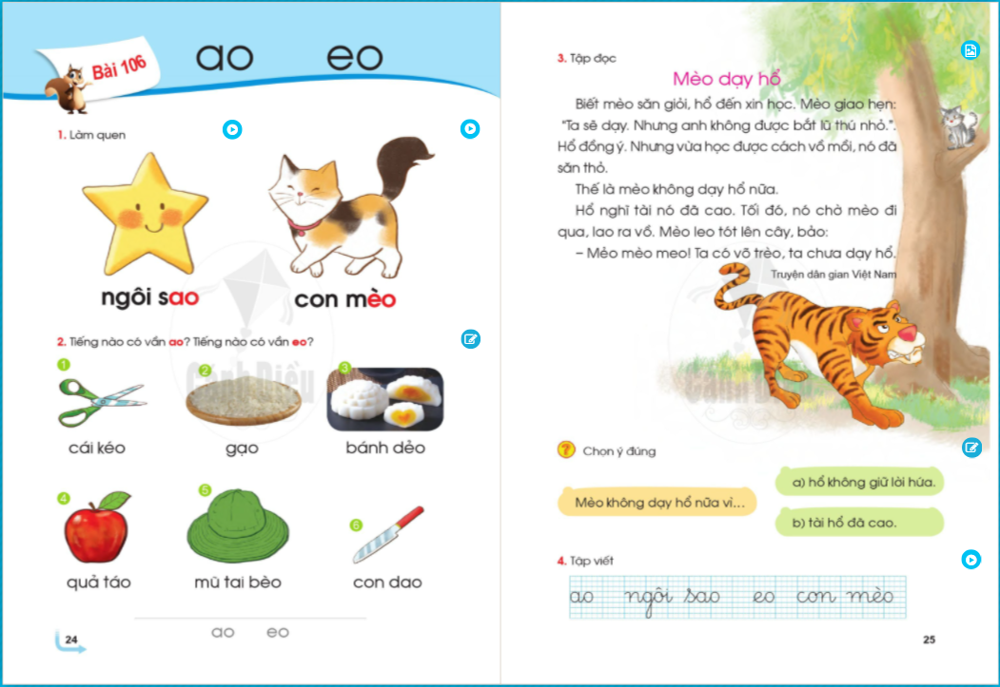 Bài 106
ao eo
1. Làm quen
ngôi sao
con mèo
2. Tiếng nào có vần ao? Tiếng nào có vần eo?
1
2
3
cái kéo
gạo
bánh dẻo
4
5
6
quả táo
mũ tai bèo
con dao
ao eo
24
Cánh Diều
3. Tập đọc
Mèo dạy hổ
Biết mèo săn giỏi, hổ đến xin học. Mèo giao hẹn:
"Ta sẽ dạy. Nhưng anh không được bắt lũ thú nhỏ.".
Hổ đồng ý. Nhưng vừa học được cách vồ mồi, nó đã
săn thỏ.
Thế là mèo không dạy hổ nữa.
Hổ nghĩ tài nó đã cao. Tối đó, nó chờ mèo đi
qua, lao ra vồ. Mèo leo tót lên cây, bảo:
– Mẻo mèo meo! Ta có võ trèo, ta chưa dạy hổ.
Truyện dân gian Việt Nam
Cánh Diều
? Chọn ý đúng
Mèo không dạy hổ nữa vì...
a) hổ không giữ lời hứa.
b) tài hổ đã cao.
4. Tập viết
ao ngôi sao eo con mèo
25